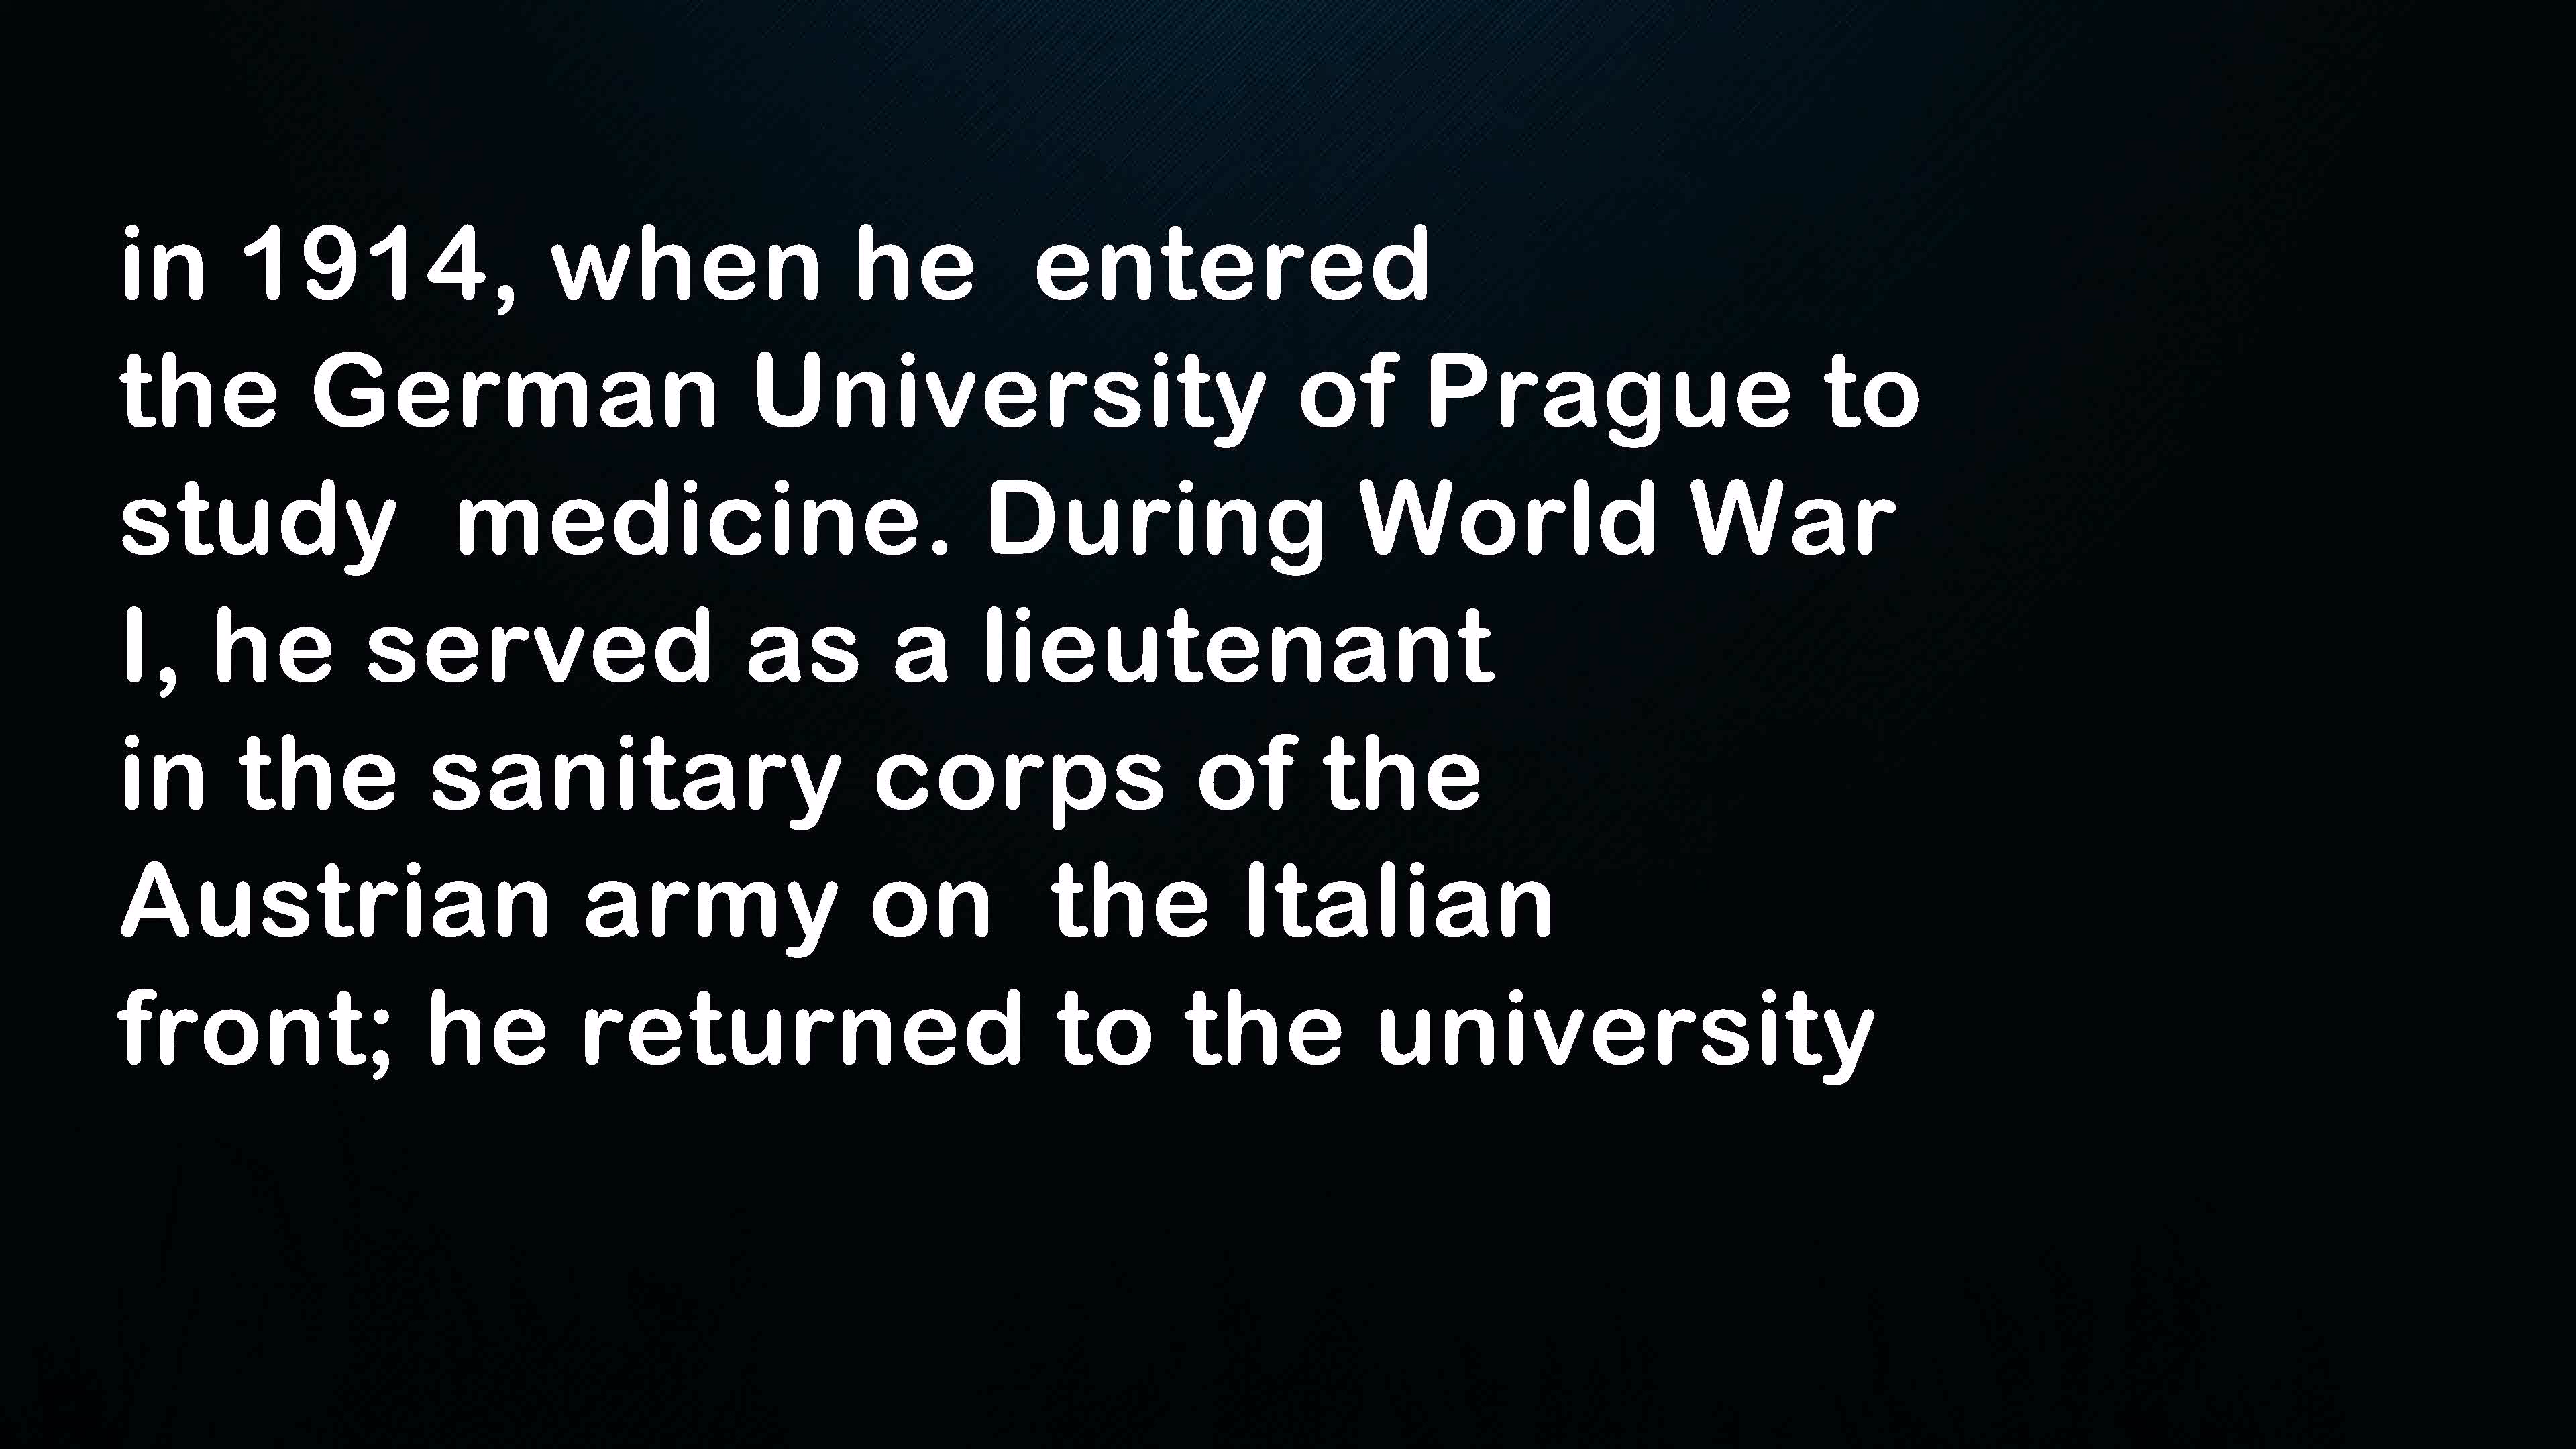 in 1914, when he entered
the German University of Prague to
study medicine. During World War
I, he served as a lieutenant
in the sanitary corps of the
Austrian army on the Italian
front; he returned to the university